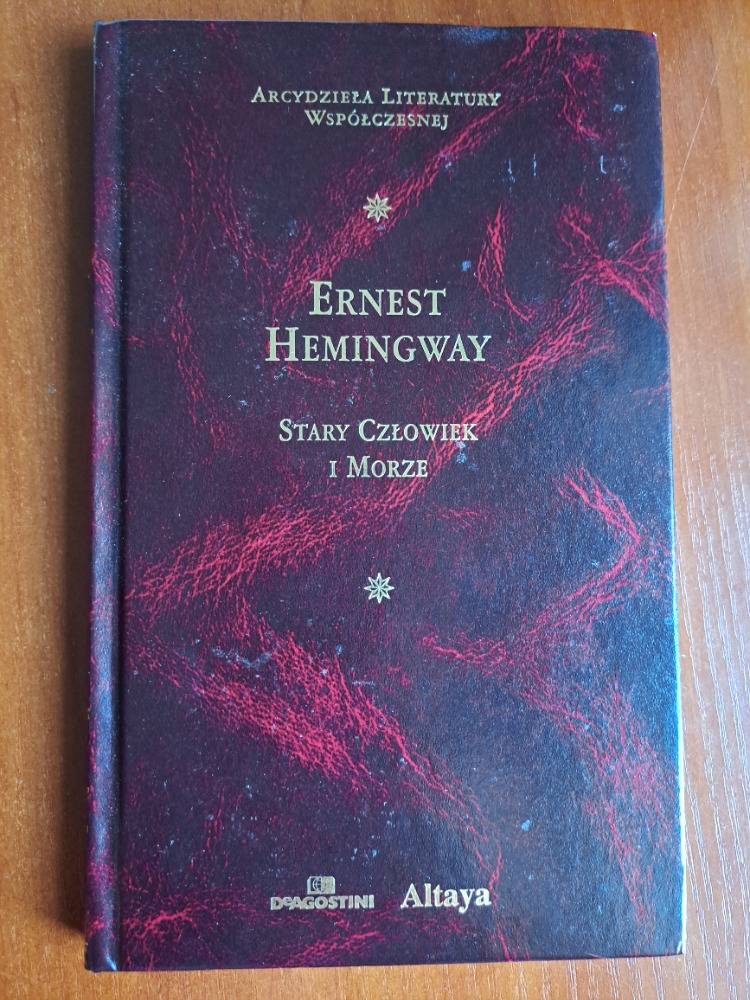 Arcydzieła Literatury
Współczesnej
Ernest
Hemingway
Stary Człowiek
i Morze
DeAGOSTINI Altaya